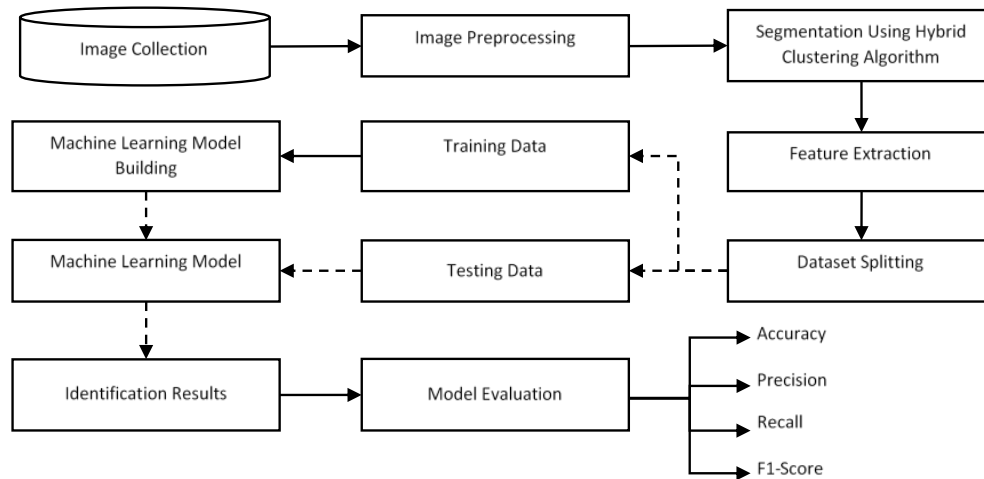 Image Collection
Image Preprocessing
Segmentation Using Hybrid
Clustering Algorithm
Machine Learning Model
Building
Training Data
Feature Extraction
Machine Learning Model
Testing Data
Dataset Splitting
Identification Results
Model Evaluation
Accuracy
Precision
Recall
F1-Score